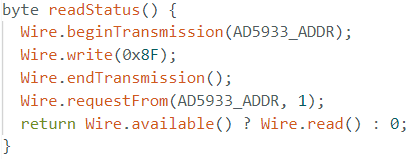 byte readStatus() {
  Wire.beginTransmission(AD5933_ADDR);
  Wire.write(0x8F);
  Wire.endTransmission();
  Wire.requestFrom(AD5933_ADDR, 1);
  return Wire.available() ? Wire.read() : 0;
}